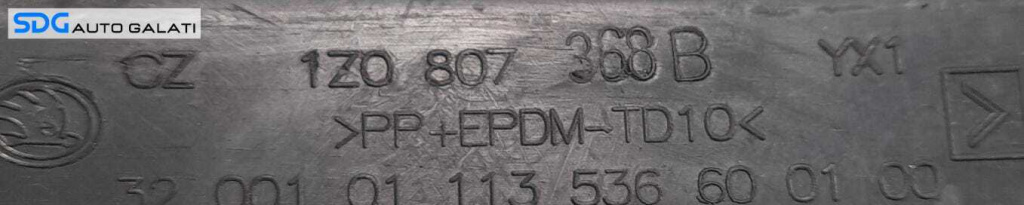 SDG AUTO GALATI
CZ 1Z0 807 368 B YX1
>PP+EPDM-TD10<
32 001 01 113 536 60 01 00